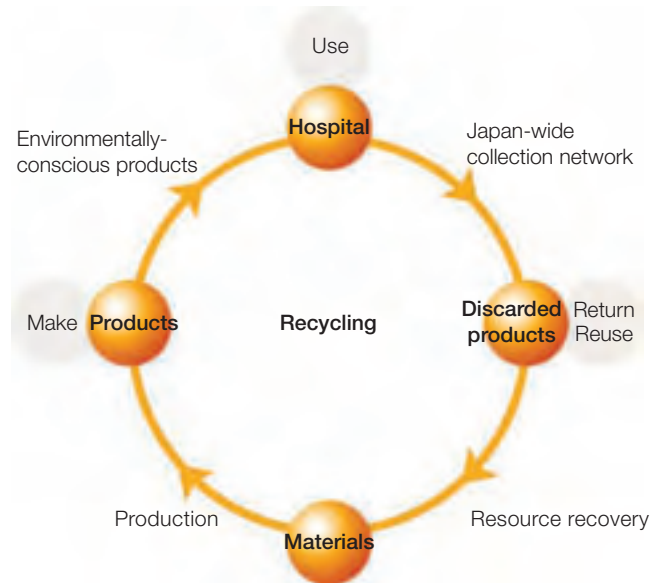 Use
Hospital
Environmentally-
conscious products
Japan-wide
collection network
Make
Products
Recycling
Discarded
products
Return
Reuse
Production
Resource recovery
Materials